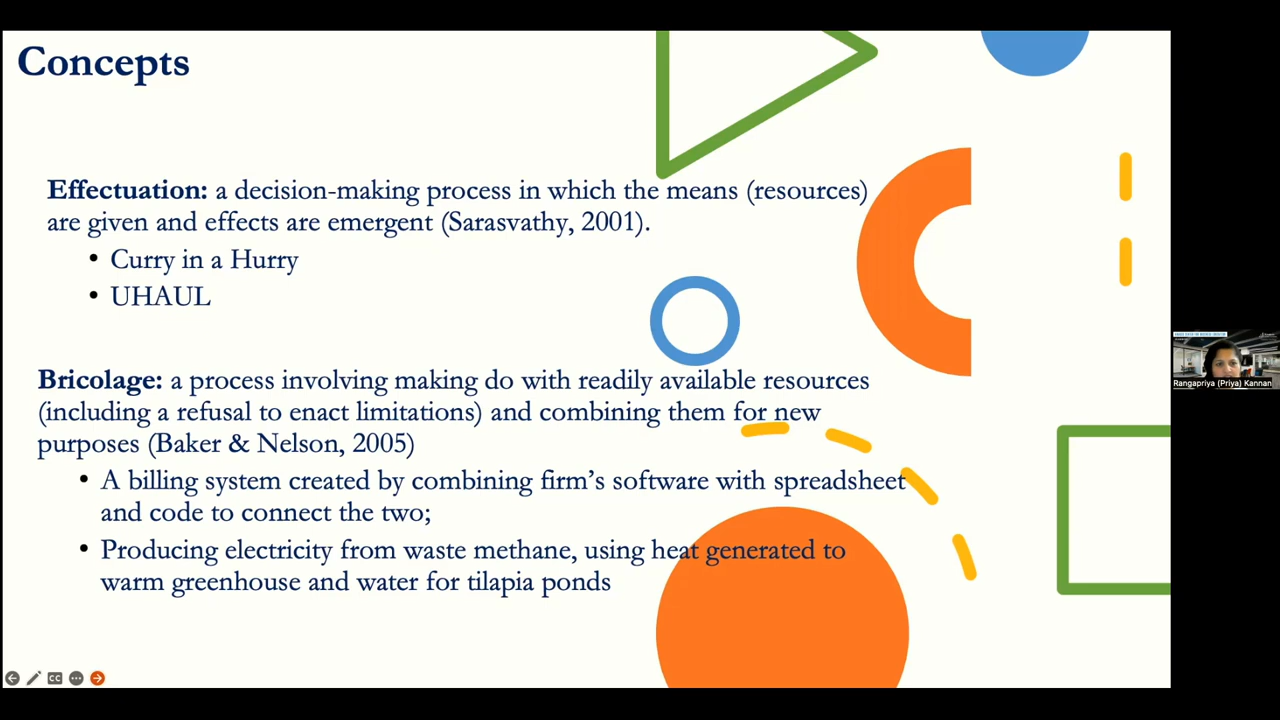 Concepts
Effectuation: a decision-making process in which the means (resources)
are given and effects are emergent (Sarasvathy, 2001).
• Curry in a Hurry
• UHAUL
Bricolage: a process involving making do with readily available resources
(including a refusal to enact limitations) and combining them for new
purposes (Baker & Nelson, 2005)
• A billing system created by combining firm's software with spreadsheet
and code to connect the two;
• Producing electricity from waste methane, using heat generated to
warm greenhouse and water for tilapia ponds
Rangapriya (Priya) Kannan
CC